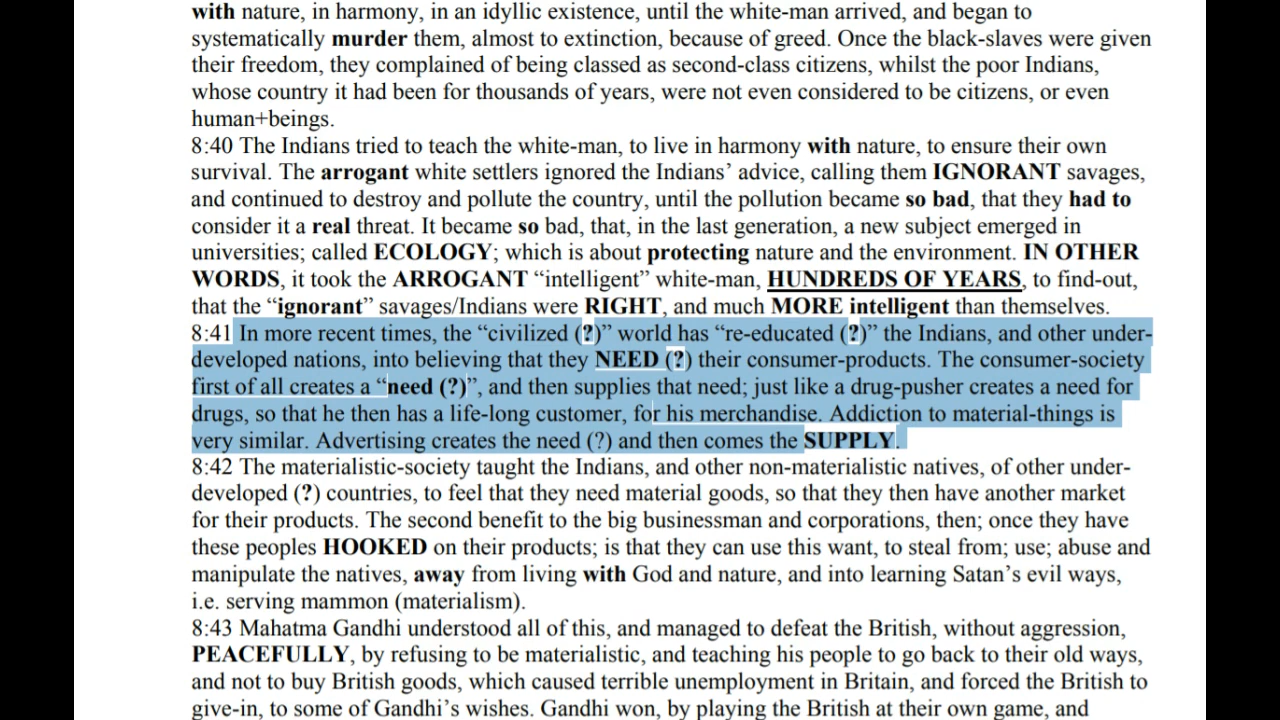 with nature, in harmony, in an idyllic existence, until the white-man arrived, and began to
systematically murder them, almost to extinction, because of greed. Once the black-slaves were given
their freedom, they complained of being classed as second-class citizens, whilst the poor Indians,
whose country it had been for thousands of years, were not even considered to be citizens, or even
human+beings.
8:40 The Indians tried to teach the white-man, to live in harmony with nature, to ensure their own
survival. The arrogant white settlers ignored the Indians’ advice, calling them IGNORANT savages,
and continued to destroy and pollute the country, until the pollution became so bad, that they had to
consider it a real threat. It became so bad, that, in the last generation, a new subject emerged in
universities; called ECOLOGY; which is about protecting nature and the environment. IN OTHER
WORDS, it took the ARROGANT “intelligent” white-man, HUNDREDS OF YEARS, to find-out,
that the “ignorant” savages/Indians were RIGHT, and much MORE intelligent than themselves.
8:41 In more recent times, the “civilized (?)” world has “re-educated (?)” the Indians, and other under-
developed nations, into believing that they NEED (?) their consumer-products. The consumer-society
first of all creates a “need (?)”, and then supplies that need; just like a drug-pusher creates a need for
drugs, so that he then has a life-long customer, for his merchandise. Addiction to material-things is
very similar. Advertising creates the need (?) and then comes the SUPPLY.
8:42 The materialistic-society taught the Indians, and other non-materialistic natives, of other under-
developed (?) countries, to feel that they need material goods, so that they then have another market
for their products. The second benefit to the big businessman and corporations, then; once they have
these peoples HOOKED on their products; is that they can use this want, to steal from; use; abuse and
manipulate the natives, away from living with God and nature, and into learning Satan’s evil ways,
i.e. serving mammon (materialism).
8:43 Mahatma Gandhi understood all of this, and managed to defeat the British, without aggression,
PEACEFULLY, by refusing to be materialistic, and teaching his people to go back to their old ways,
and not to buy British goods, which caused terrible unemployment in Britain, and forced the British to
give-in, to some of Gandhi’s wishes. Gandhi won, by playing the British at their own game, and